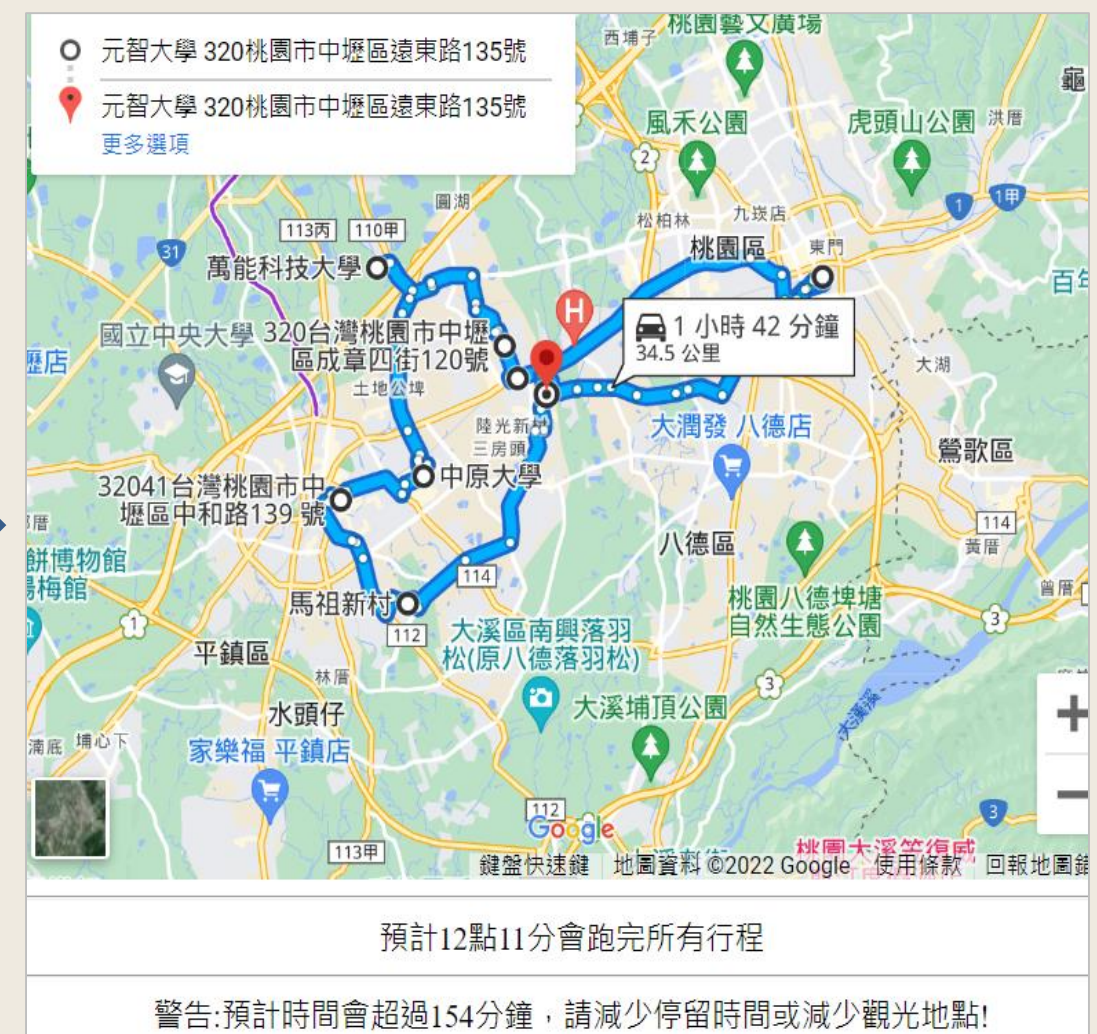 元智大學 320桃園市中壢區遠東路135號
元智大學 320桃園市中壢區遠東路135號
更多選項
桃園藝文廣場
西埔子
龜
風禾公園
虎頭山公園
洪厝
2
圓湖
松柏林
九崁店
1
1甲
113丙
110甲
桃園區
東門
31
萬能科技大學
H
百年
國立中央大學
320台灣桃園市中壢
區成章四街120號
1 小時 42 分鐘
34.5 公里
壢店
土地公埤
大湖
陸光新村
三房頭
大潤發 八德店
鶯歌區
中原大學
32041台灣桃園市中
壢區中和路139 號
114
黃厝
餅博物館
楊梅館
八德區
114
馬祖新村
桃園八德埤塘
自然生態公園
曾厝
3
1
112
大溪區南興落羽
松(原八德落羽松)
平鎮區
林厝
3
水頭仔
大溪埔頂公園
大漢溪
湳底
埔心下
家樂福 平鎮店
112
3
113甲
Google
桃園大溪笠復威
鍵盤快速鍵
地圖資料 ©2022 Google
使用條款
回報地圖錯
預計12點11分會跑完所有行程
警告:預計時間會超過154分鐘，請減少停留時間或減少觀光地點!